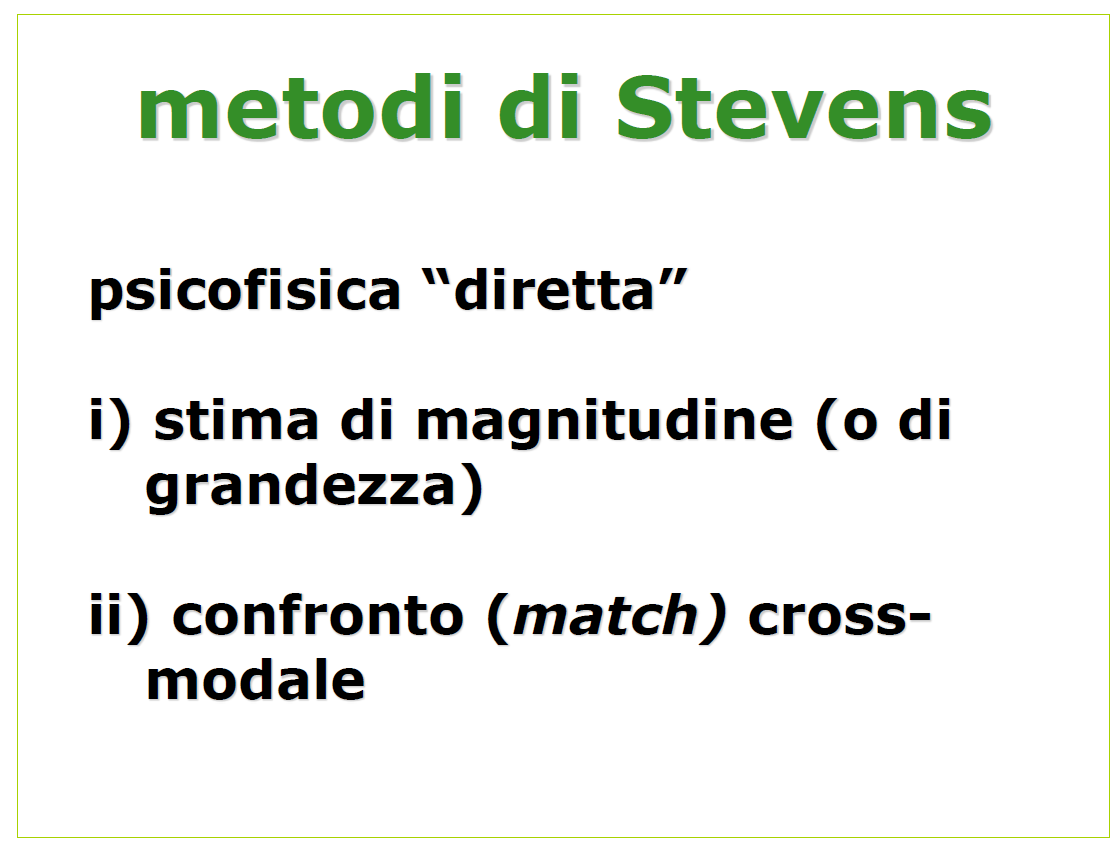 metodi di Stevens
psicofisica “diretta”
i) stima di magnitudine (o di
grandezza)
ii) confronto (match) cross-
modale